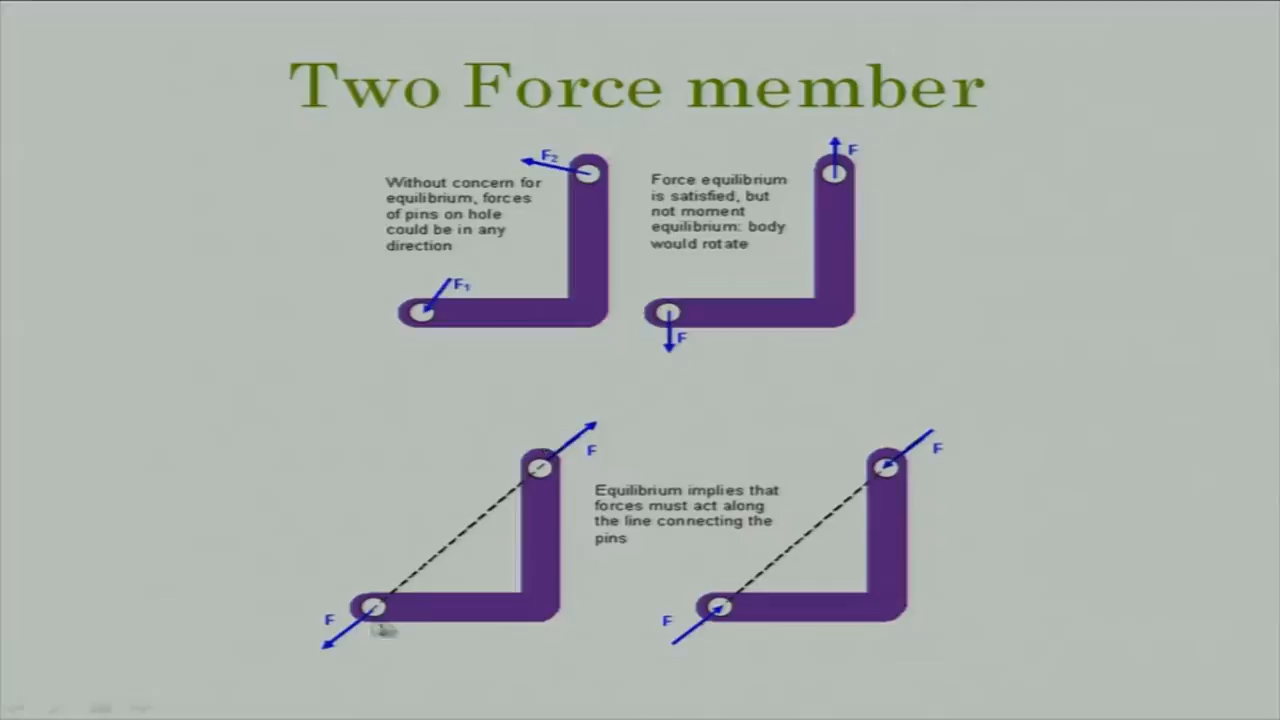 Two Force member
F₂
Without concern for
equilibrium, forces
of pins on hole
could be in any
direction
F₁
F
Force equilibrium
is satisfied, but
not moment
equilibrium: body
would rotate
F
F
Equilibrium implies that
forces must act along
the line connecting the
pins
F
F
F